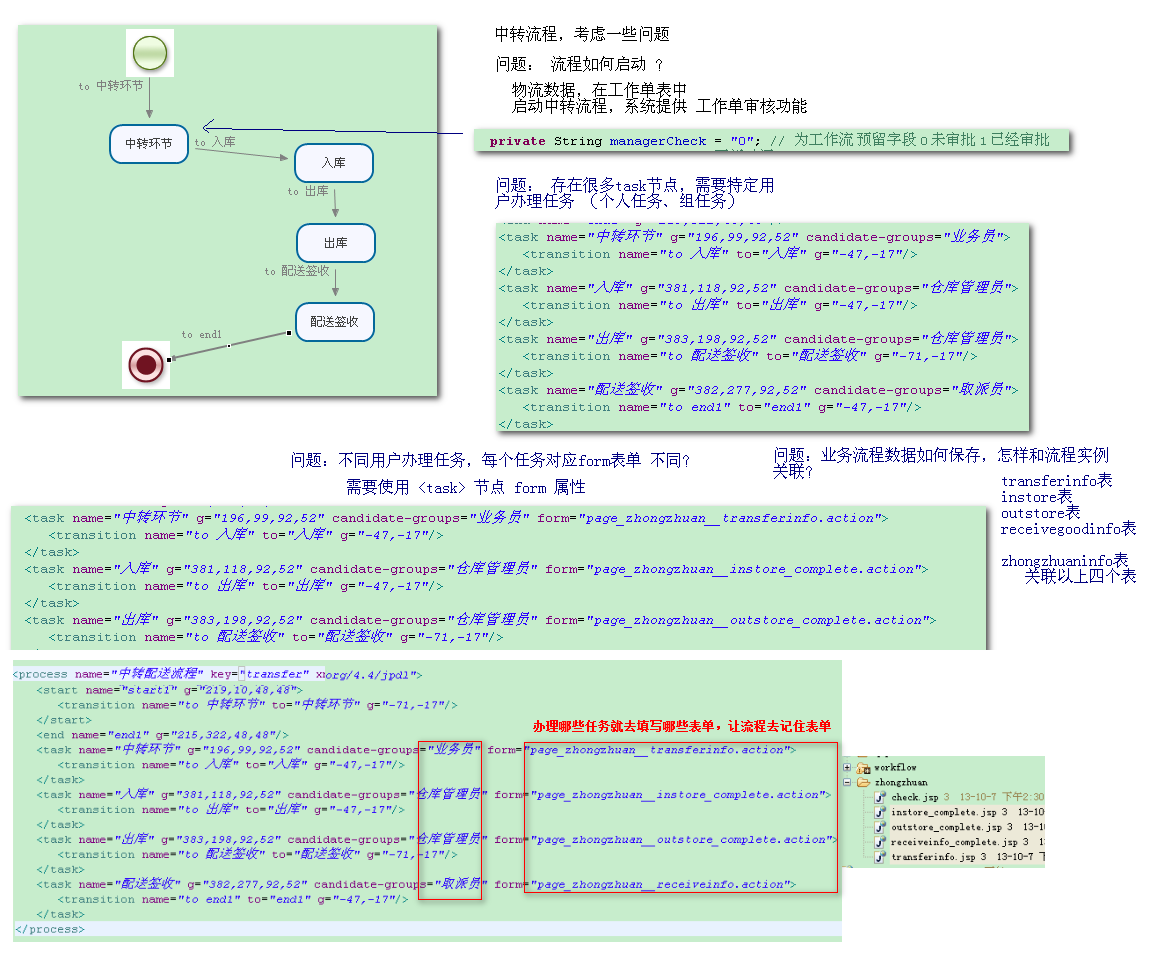 to 中转环节
中转环节
to 入库
入库
to 出库
出库
to 配送签收
配送签收
to end1
中转流程，考虑一些问题
问题： 流程如何启动 ？
物流数据，在工作单表中
启动中转流程，系统提供 工作单审核功能
private String managerCheck = "0"; // 为工作流 预留字段 0 未审批 1 已经审批
问题： 存在很多task节点，需要特定用
户办理任务 （个人任务、组任务）
<task name="中转环节" g="196,99,92,52" candidate-groups="业务员">
<transition name="to 入库" to="入库" g="-47,-17"/>
</task>
<task name="入库" g="381,118,92,52" candidate-groups="仓库管理员">
<transition name="to 出库" to="出库" g="-47,-17"/>
</task>
<task name="出库" g="383,198,92,52" candidate-groups="仓库管理员">
<transition name="to 配送签收" to="配送签收" g="-71,-17"/>
</task>
<task name="配送签收" g="382,277,92,52" candidate-groups="取派员">
<transition name="to end1" to="end1" g="-47,-17"/>
</task>
问题：不同用户办理任务，每个任务对应form表单 不同？
需要使用 <task> 节点 form 属性
问题：业务流程数据如何保存，怎样和流程实例
关联？
transferinfo表
instore表
outstore表
receivegoodinfo表
zhongzhuaninfo表
关联以上四个表
<task name="中转环节" g="196,99,92,52" candidate-groups="业务员" form="page_zhongzhuan__transferinfo.action">
<transition name="to 入库" to="入库" g="-47,-17"/>
</task>
<task name="入库" g="381,118,92,52" candidate-groups="仓库管理员" form="page_zhongzhuan__instore_complete.action">
<transition name="to 出库" to="出库" g="-47,-17"/>
</task>
<task name="出库" g="383,198,92,52" candidate-groups="仓库管理员" form="page_zhongzhuan__outstore_complete.action">
<transition name="to 配送签收" to="配送签收" g="-71,-17"/>
<process name="中转配送流程" key="transfer" xorg/4.4/jpdl">
<start name="start1" g="219,10,48,48">
<transition name="to 中转环节" to="中转环节" g="-71,-17"/>
</start>
<end name="end1" g="215,322,48,48"/>
办理哪些任务就去填写哪些表单，让流程去记住表单
<task name="中转环节" g="196,99,92,52" candidate-groups="业务员" form="page_zhongzhuan__transferinfo.action">
<transition name="to 入库" to="入库" g="-47,-17"/>
</task>
<task name="入库" g="381,118,92,52" candidate-groups="仓库管理员" form="page_zhongzhuan__instore_complete.action">
<transition name="to 出库" to="出库" g="-47,-17"/>
</task>
<task name="出库" g="383,198,92,52" candidate-groups="仓库管理员" form="page_zhongzhuan__outstore_complete.action">
<transition name="to 配送签收" to="配送签收" g="-71,-17"/>
</task>
<task name="配送签收" g="382,277,92,52" candidate-groups="取派员" form="page_zhongzhuan__receiveinfo.action">
<transition name="to end1" to="end1" g="-47,-17"/>
</task>
</process>
workflow
zhongzhuan
check.jsp 3 13-10-7 下午2:30
instore_complete.jsp 3 13-10
outstore_complete.jsp 3 13-1
receiveinfo_complete.jsp 3 1
transferinfo.jsp 3 13-10-7